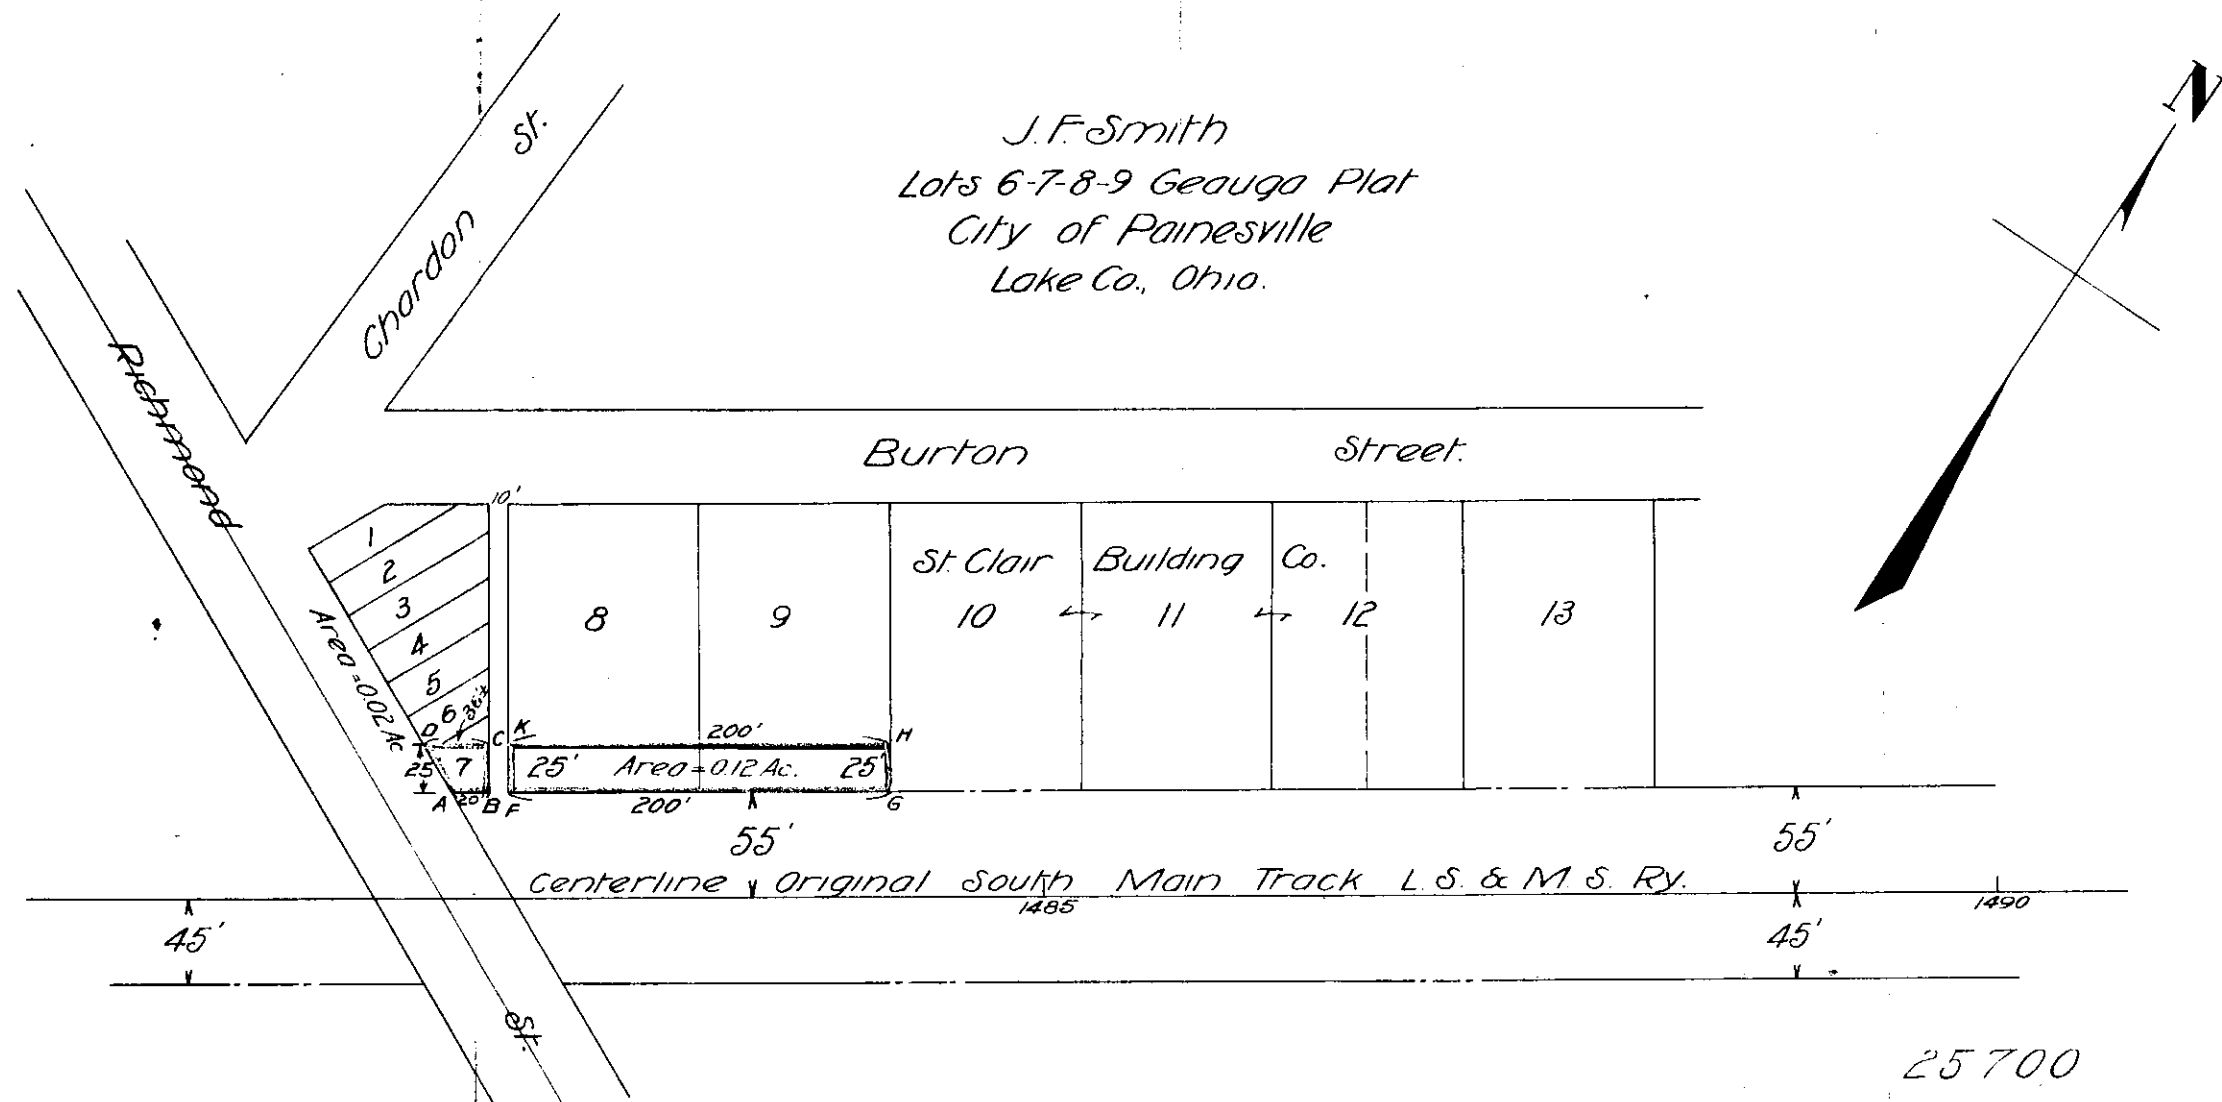 N
J.F. Smith
Lots 6-7-8-9 Geauga Plat
City of Painesville
Lake Co., Ohio.
Chardon St.
Richmond St.
Burton Street.
10'
1
2
3
4
5
6
7
8
9
St. Clair Building Co.
10
11
12
13
Area = 0.02 Ac
36±
D
C
K
200'
H
25
25'
Area = 0.12 Ac.
25'
A
20'
B
F
200'
G
55'
55'
Centerline Original South Main Track L. S. & M. S. Ry.
1485
1490
45'
45'
25700